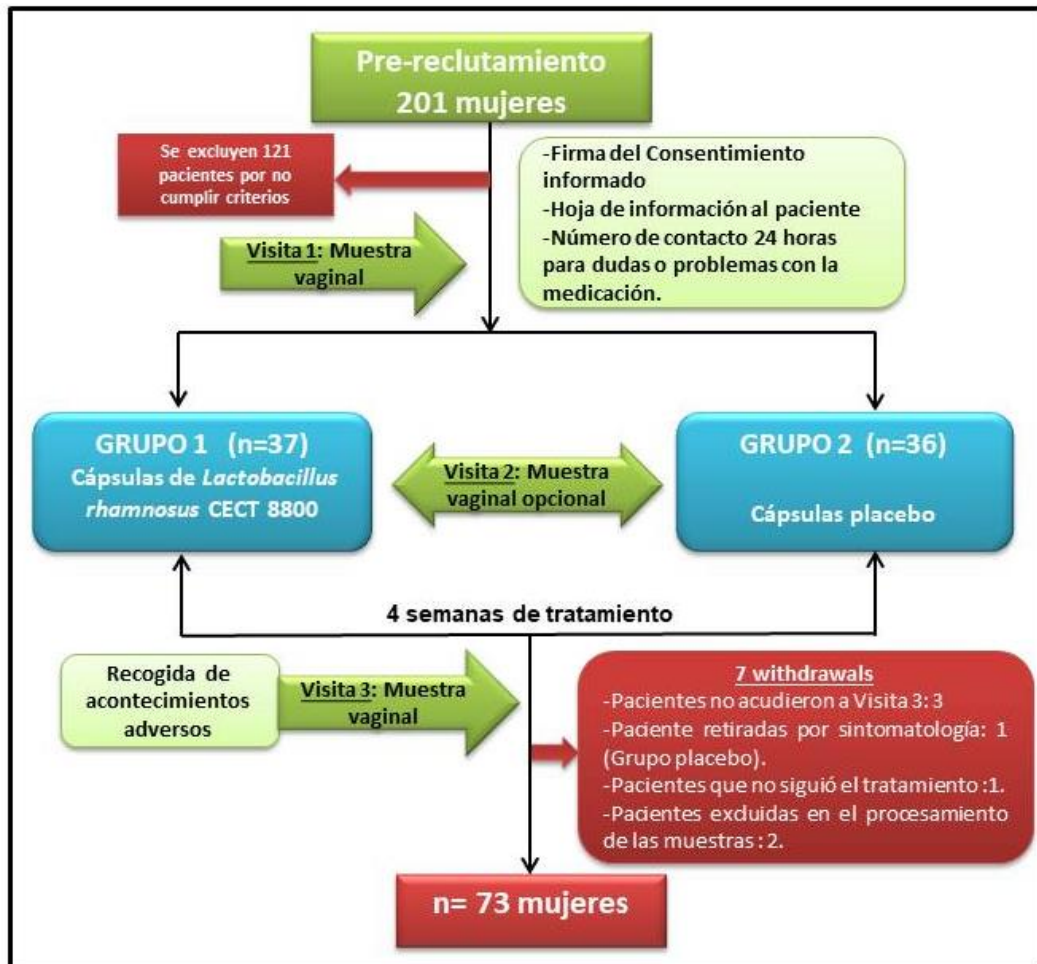 Pre-reclutamiento
201 mujeres
Se excluyen 121
pacientes por no
cumplir criterios
-Firma del Consentimiento
informado
-Hoja de información al paciente
-Número de contacto 24 horas
para dudas o problemas con la
medicación.
Visita 1: Muestra
vaginal
GRUPO 1 (n=37)
Cápsulas de Lactobacillus
rhamnosus CECT 8800
Visita 2: Muestra
vaginal opcional
GRUPO 2 (n=36)
Cápsulas placebo
4 semanas de tratamiento
Recogida de
acontecimientos
adversos
Visita 3: Muestra
vaginal
7 withdrawals
-Pacientes no acudieron a Visita 3: 3
-Paciente retiradas por sintomatología: 1
(Grupo placebo).
-Pacientes que no siguió el tratamiento :1.
-Pacientes excluidas en el procesamiento
de las muestras : 2.
n= 73 mujeres